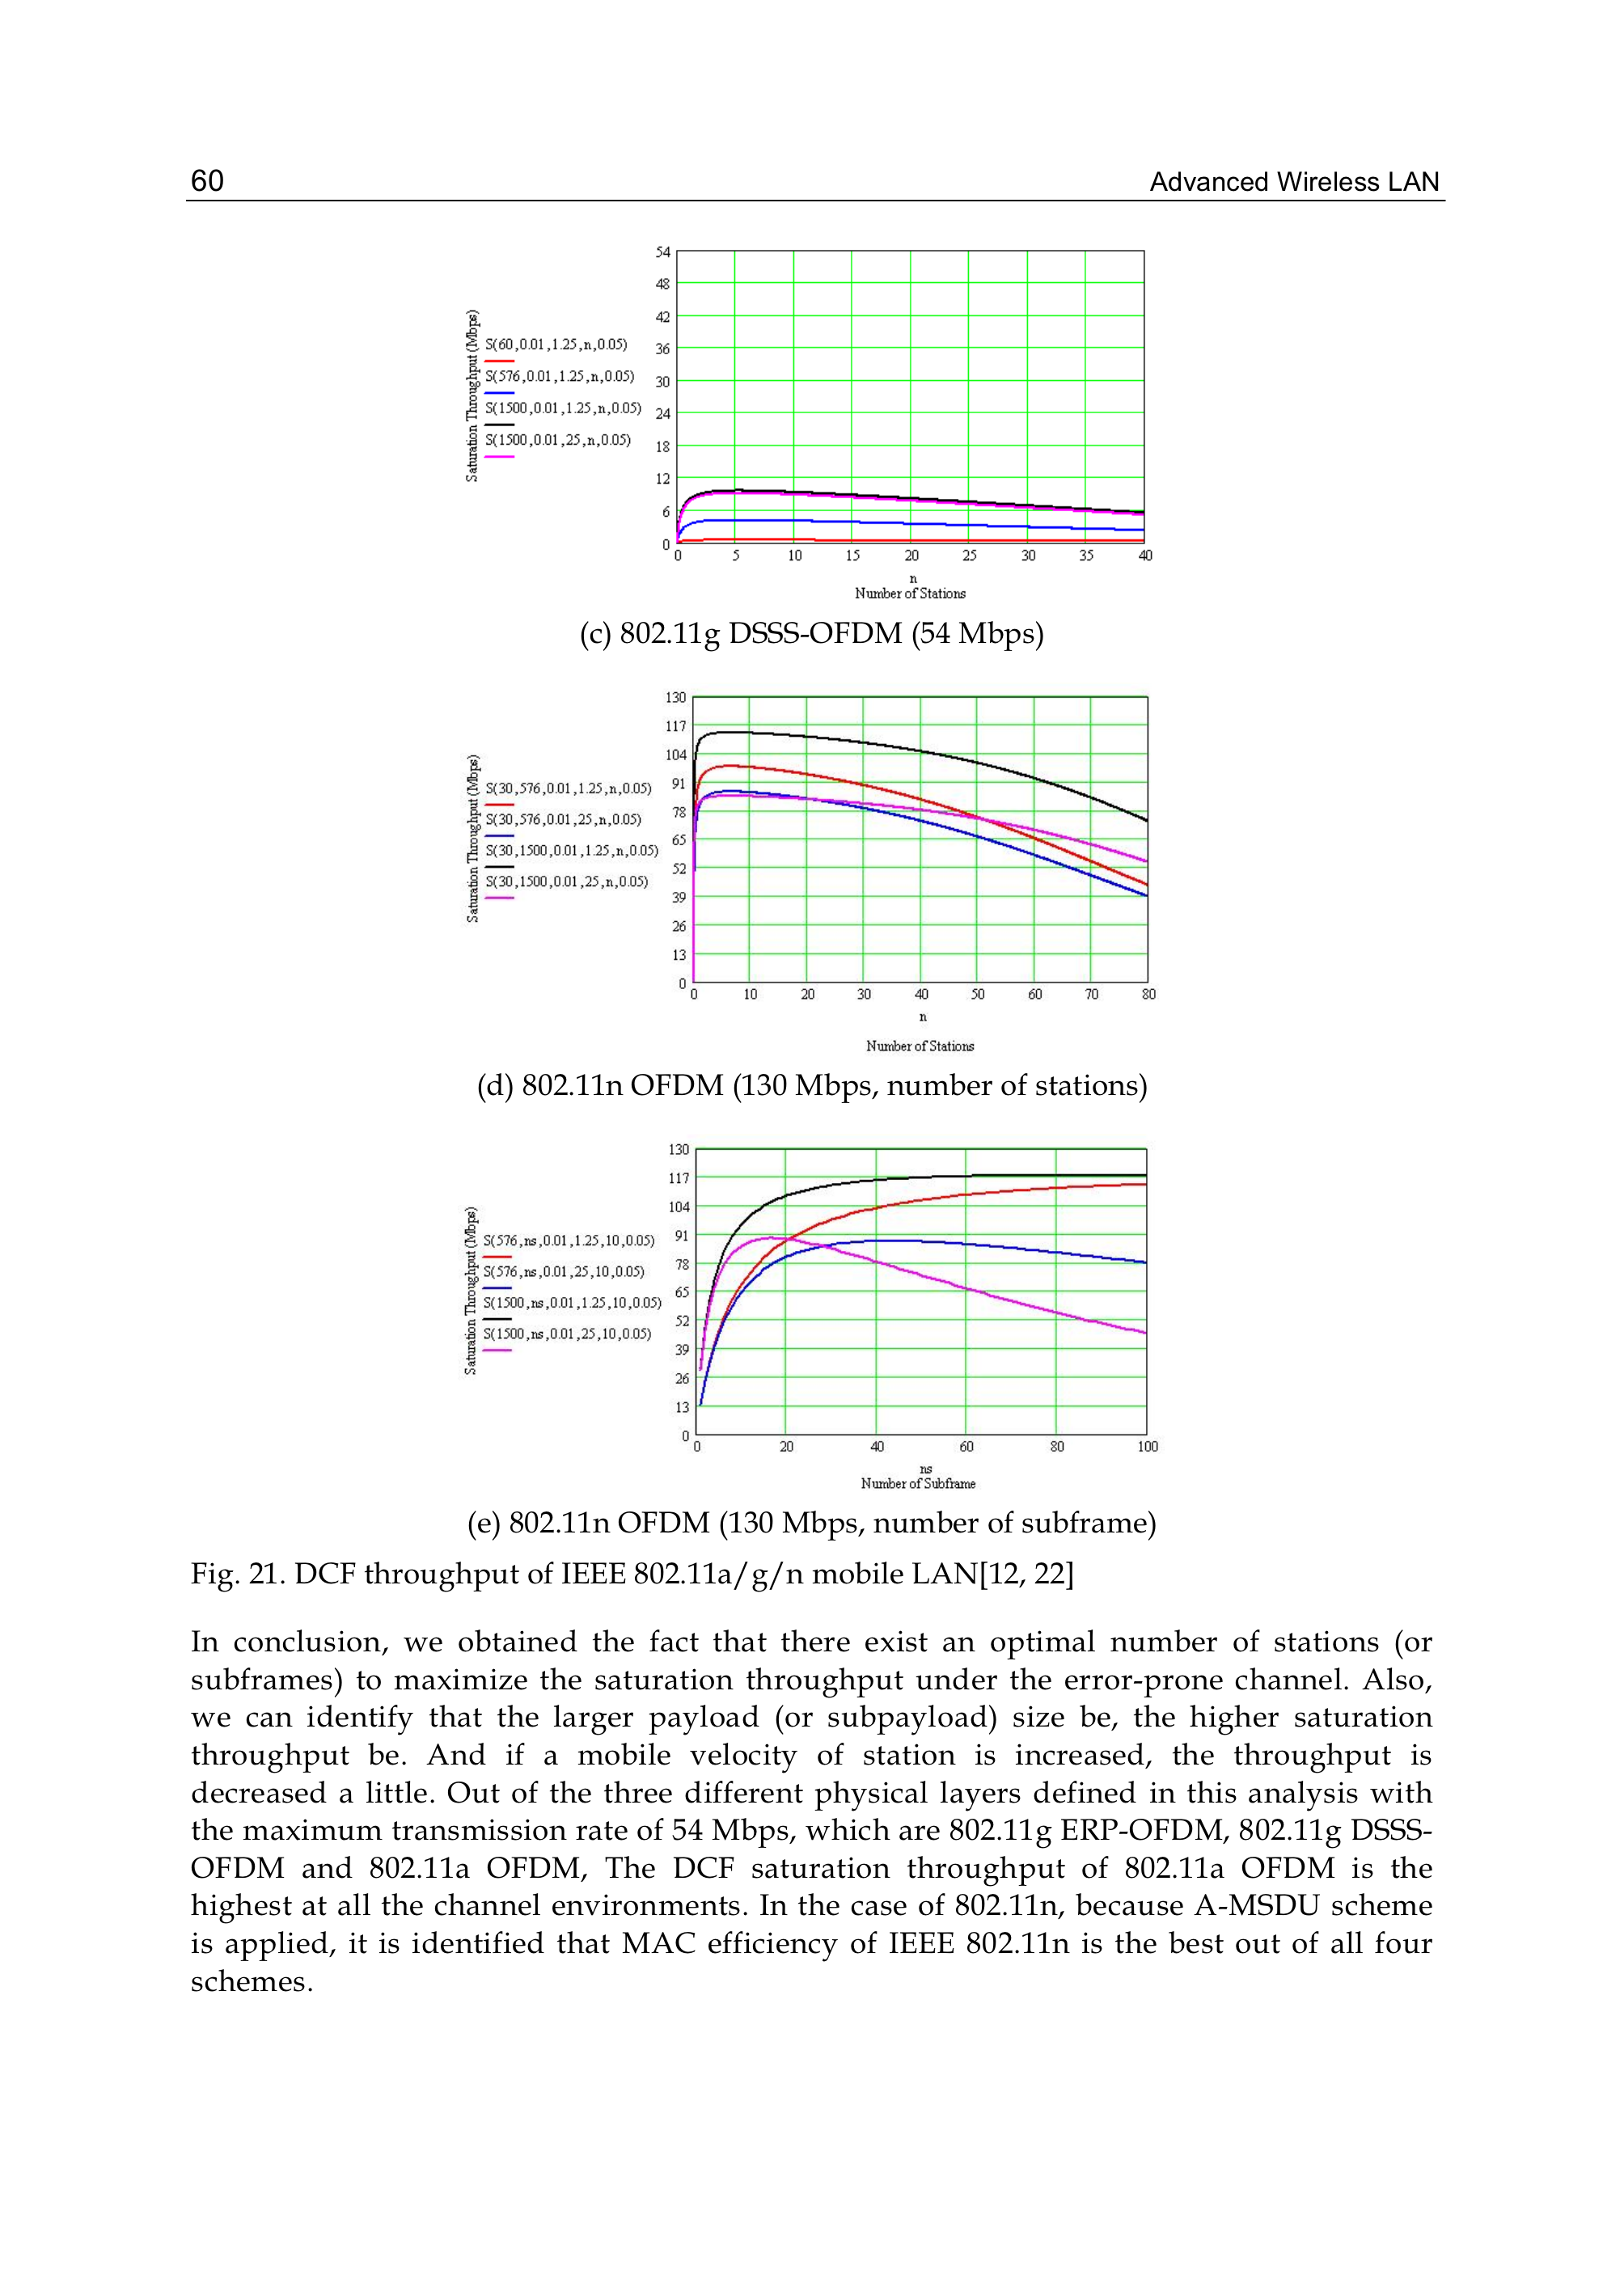 60 Advanced Wireless LAN
54
48
42
36
30
24
18
12
6
0
Saturation Throughput (Mbps)
S(60,0.01,1.25,n,0.05)
S(576,0.01,1.25,n,0.05)
S(1500,0.01,1.25,n,0.05)
S(1500,0.01,25,n,0.05)
0 5 10 15 20 25 30 35 40
n
Number of Stations
(c) 802.11g DSSS-OFDM (54 Mbps)
130
117
104
91
78
65
52
39
26
13
0
Saturation Throughput (Mbps)
S(30,576,0.01,1.25,n,0.05)
S(30,576,0.01,25,n,0.05)
S(30,1500,0.01,1.25,n,0.05)
S(30,1500,0.01,25,n,0.05)
0 10 20 30 40 50 60 70 80
n
Number of Stations
(d) 802.11n OFDM (130 Mbps, number of stations)
130
117
104
91
78
65
52
39
26
13
0
Saturation Throughput (Mbps)
S(576,ns,0.01,1.25,10,0.05)
S(576,ns,0.01,25,10,0.05)
S(1500,ns,0.01,1.25,10,0.05)
S(1500,ns,0.01,25,10,0.05)
0 20 40 60 80 100
ns
Number of Subframe
(e) 802.11n OFDM (130 Mbps, number of subframe)
Fig. 21. DCF throughput of IEEE 802.11a/g/n mobile LAN[12, 22]
In conclusion, we obtained the fact that there exist an optimal number of stations (or
subframes) to maximize the saturation throughput under the error-prone channel. Also,
we can identify that the larger payload (or subpayload) size be, the higher saturation
throughput be. And if a mobile velocity of station is increased, the throughput is
decreased a little. Out of the three different physical layers defined in this analysis with
the maximum transmission rate of 54 Mbps, which are 802.11g ERP-OFDM, 802.11g DSSS-
OFDM and 802.11a OFDM, The DCF saturation throughput of 802.11a OFDM is the
highest at all the channel environments. In the case of 802.11n, because A-MSDU scheme
is applied, it is identified that MAC efficiency of IEEE 802.11n is the best out of all four
schemes.